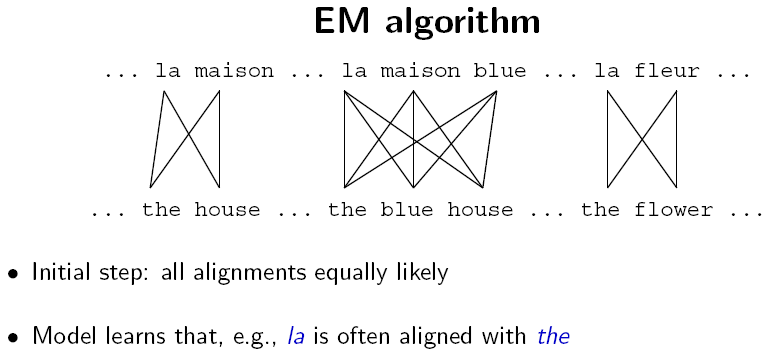 EM algorithm
... la maison ... la maison blue ... la fleur ...
... the house ... the blue house ... the flower ...
• Initial step: all alignments equally likely
• Model learns that, e.g., la is often aligned with the